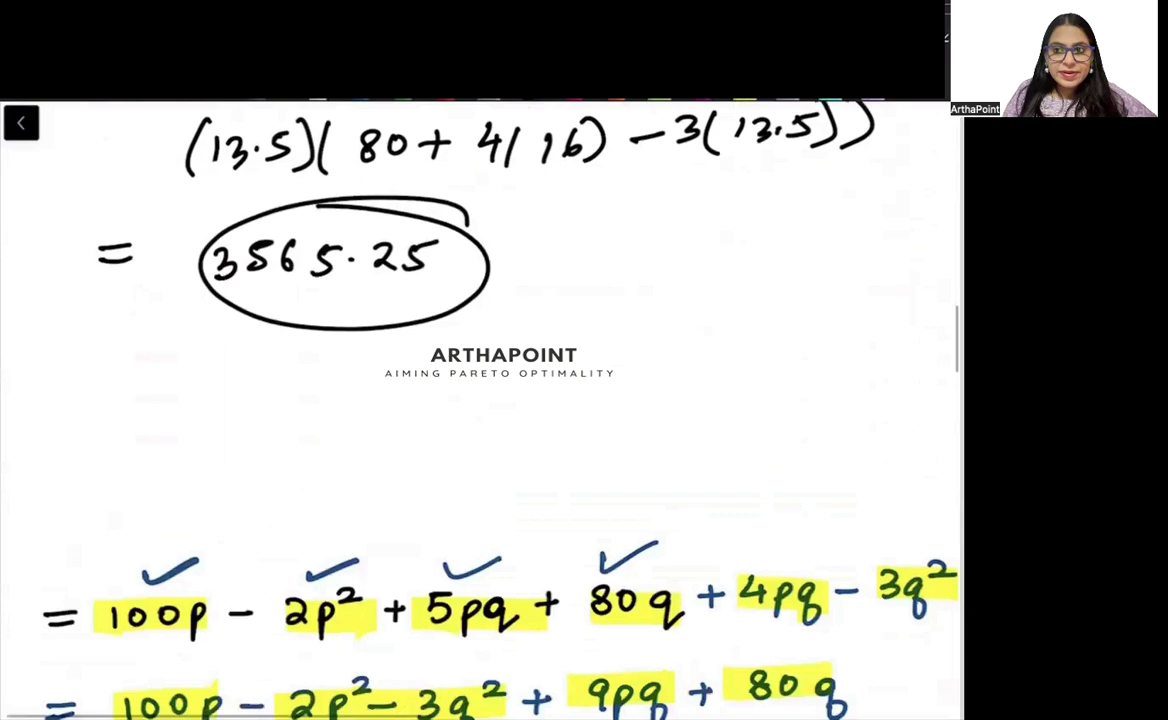 ArthaPoint
(13.5)( 80 + 4(16) - 3(13.5))
= 3565.25
ARTHAPOINT
AIMING PARETO OPTIMALITY
= 100p - 2p² + 5pq + 80q + 4pq - 3q²
= 100p - 2p² - 3q² + 9pq + 80q